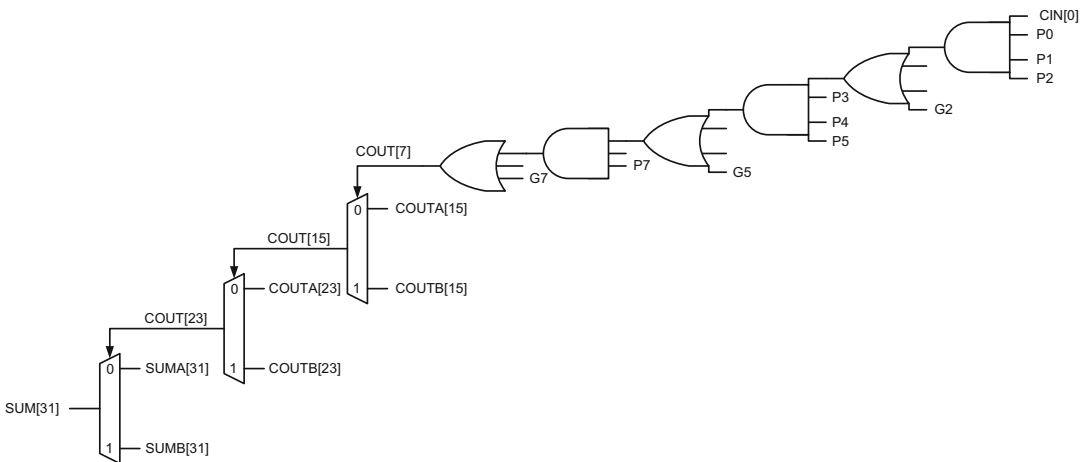 CIN[0]
P0
P1
P2
P3
G2
P4
P5
COUT[7]
P7
G5
G7
0
COUTA[15]
COUT[15]
0
COUTA[23]
1
COUTB[15]
COUT[23]
0
SUMA[31]
1
COUTB[23]
SUM[31]
1
SUMB[31]